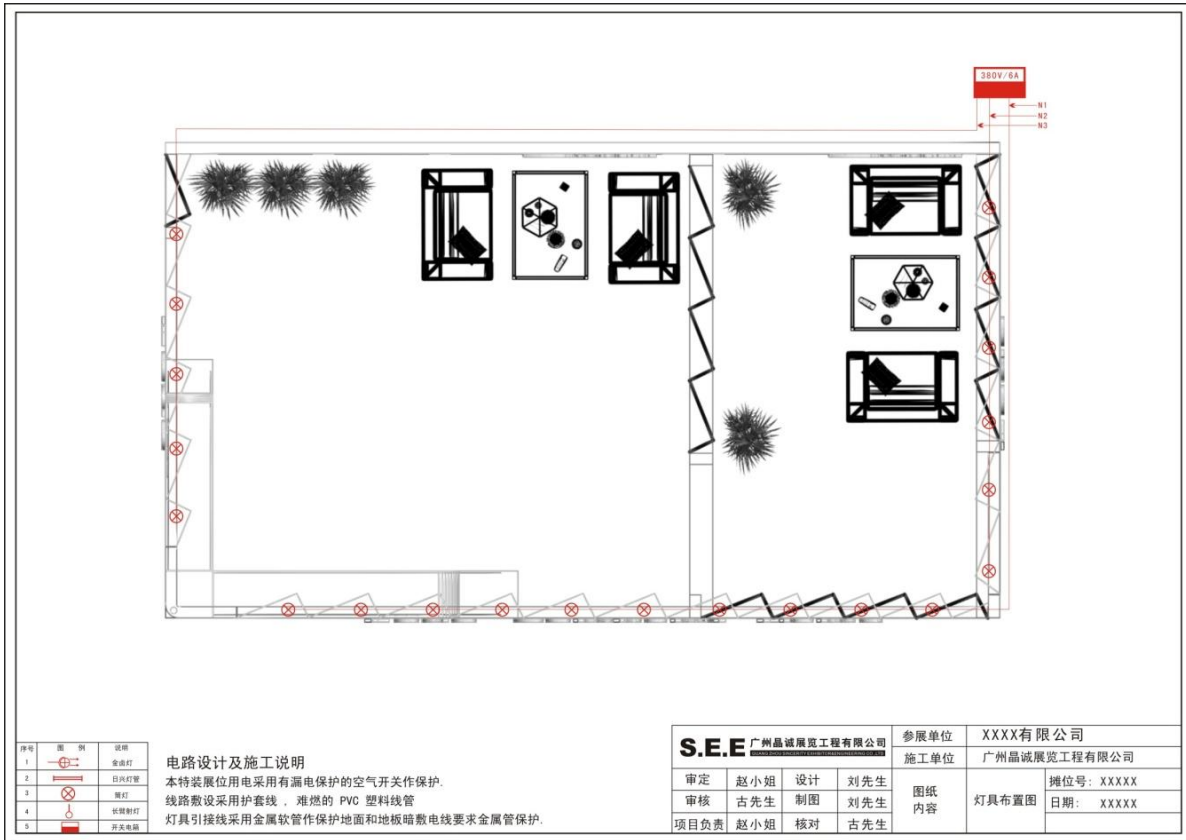 380V/6A
N1
N2
N3
序号 图 例 说明
1 金卤灯
2 日光灯管
3 筒灯
4 长臂射灯
5 开关电箱
电路设计及施工说明
本特装展位用电采用有漏电保护的空气开关作保护.
线路敷设采用护套线 ，难燃的 PVC 塑料线管
灯具引接线采用金属软管作保护地面和地板暗敷电线要求金属管保护.
S.E.E 广州晶诚展览工程有限公司
参展单位 XXXX有限公司
施工单位 广州晶诚展览工程有限公司
审定 赵小姐 设计 刘先生
审核 古先生 制图 刘先生
项目负责 赵小姐 核对 古先生
图纸
内容
灯具布置图
摊位号: XXXXX
日期: XXXXX